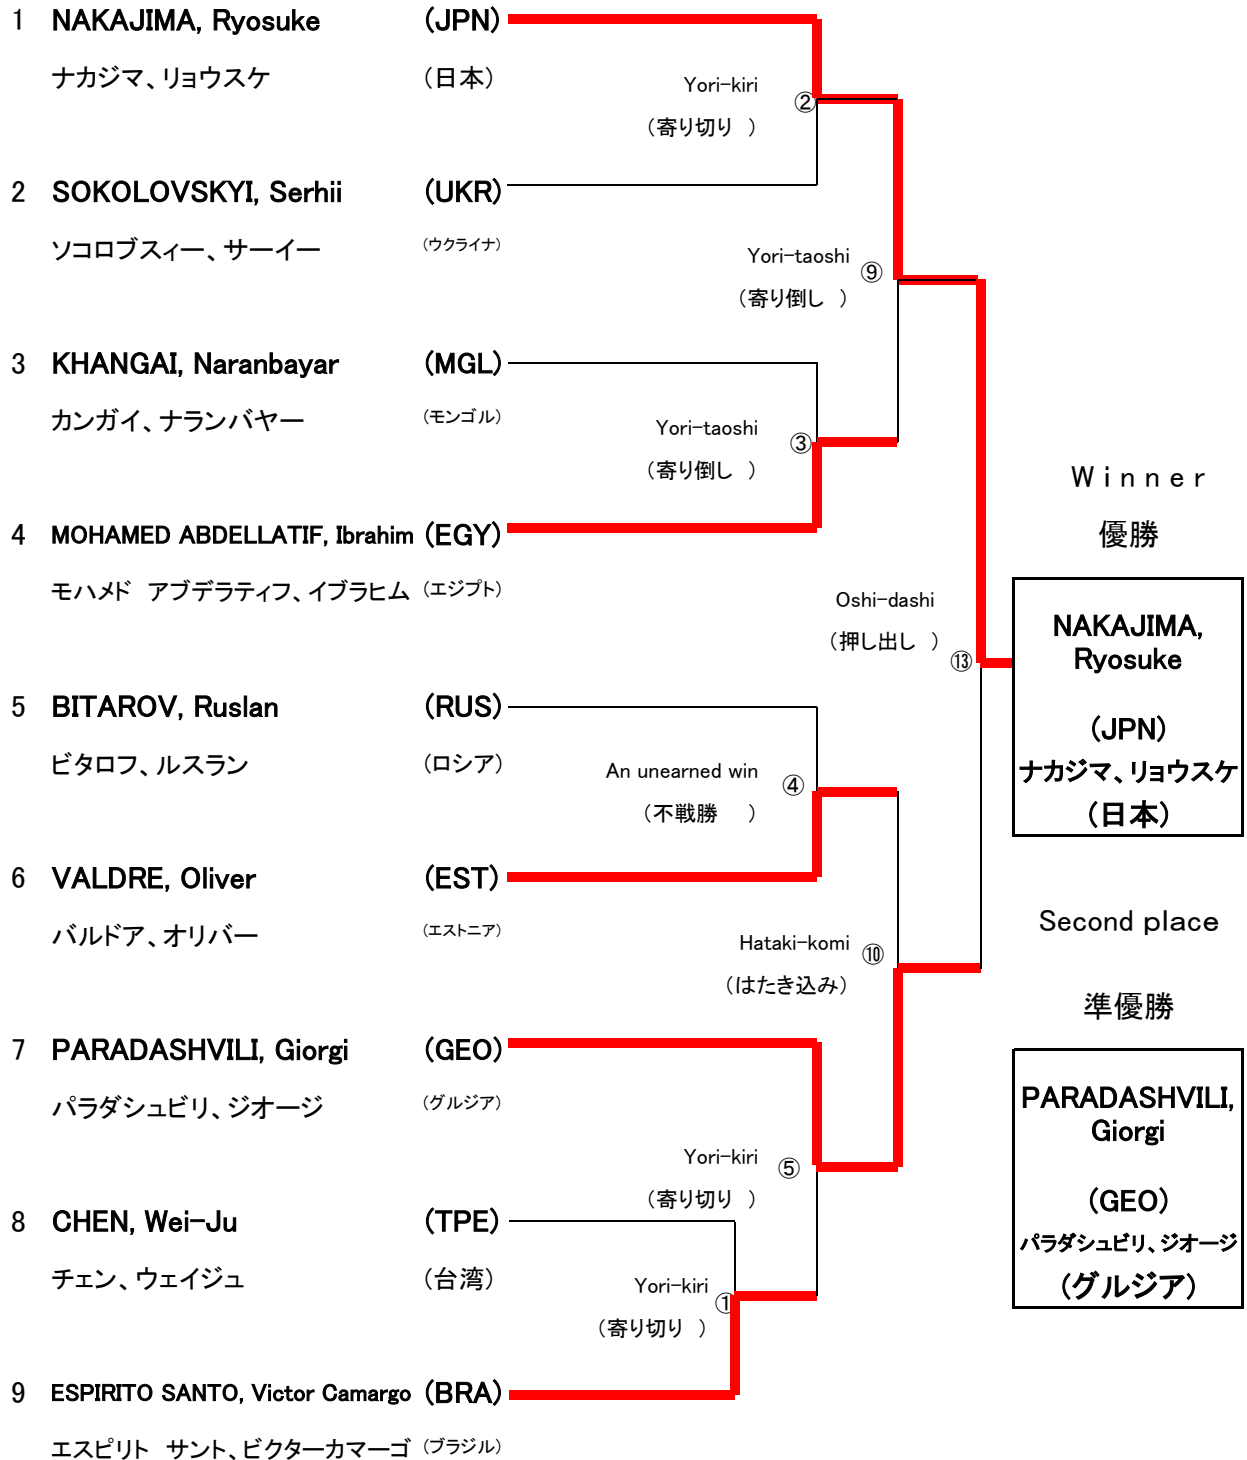 1 NAKAJIMA, Ryosuke (JPN)
ナカジマ、リョウスケ (日本)
Yori-kiri
②
(寄り切り )
2 SOKOLOVSKYI, Serhii (UKR)
ソコロブスィー、サーイー (ウクライナ)
Yori-taoshi
⑨
(寄り倒し )
3 KHANGAI, Naranbayar (MGL)
カンガイ、ナランバヤー (モンゴル)
Yori-taoshi
③
(寄り倒し )
4 MOHAMED ABDELLATIF, Ibrahim (EGY)
モハメド アブデラティフ、イブラヒム (エジプト)
Oshi-dashi
(押し出し )
⑬
5 BITAROV, Ruslan (RUS)
ビタロフ、ルスラン (ロシア)
An unearned win
④
(不戦勝 )
6 VALDRE, Oliver (EST)
バルドア、オリバー (エストニア)
Hataki-komi
⑩
(はたき込み)
7 PARADASHVILI, Giorgi (GEO)
パラダシュビリ、ジオージ (グルジア)
Yori-kiri
⑤
(寄り切り )
8 CHEN, Wei-Ju (TPE)
チェン、ウェイジュ (台湾)
Yori-kiri
①
(寄り切り )
9 ESPIRITO SANTO, Victor Camargo (BRA)
エスピリト サント、ビクターカマーゴ (ブラジル)
Winner
優勝
NAKAJIMA,
Ryosuke
(JPN)
ナカジマ、リョウスケ
(日本)
Second place
準優勝
PARADASHVILI,
Giorgi
(GEO)
パラダシュビリ、ジオージ
(グルジア)